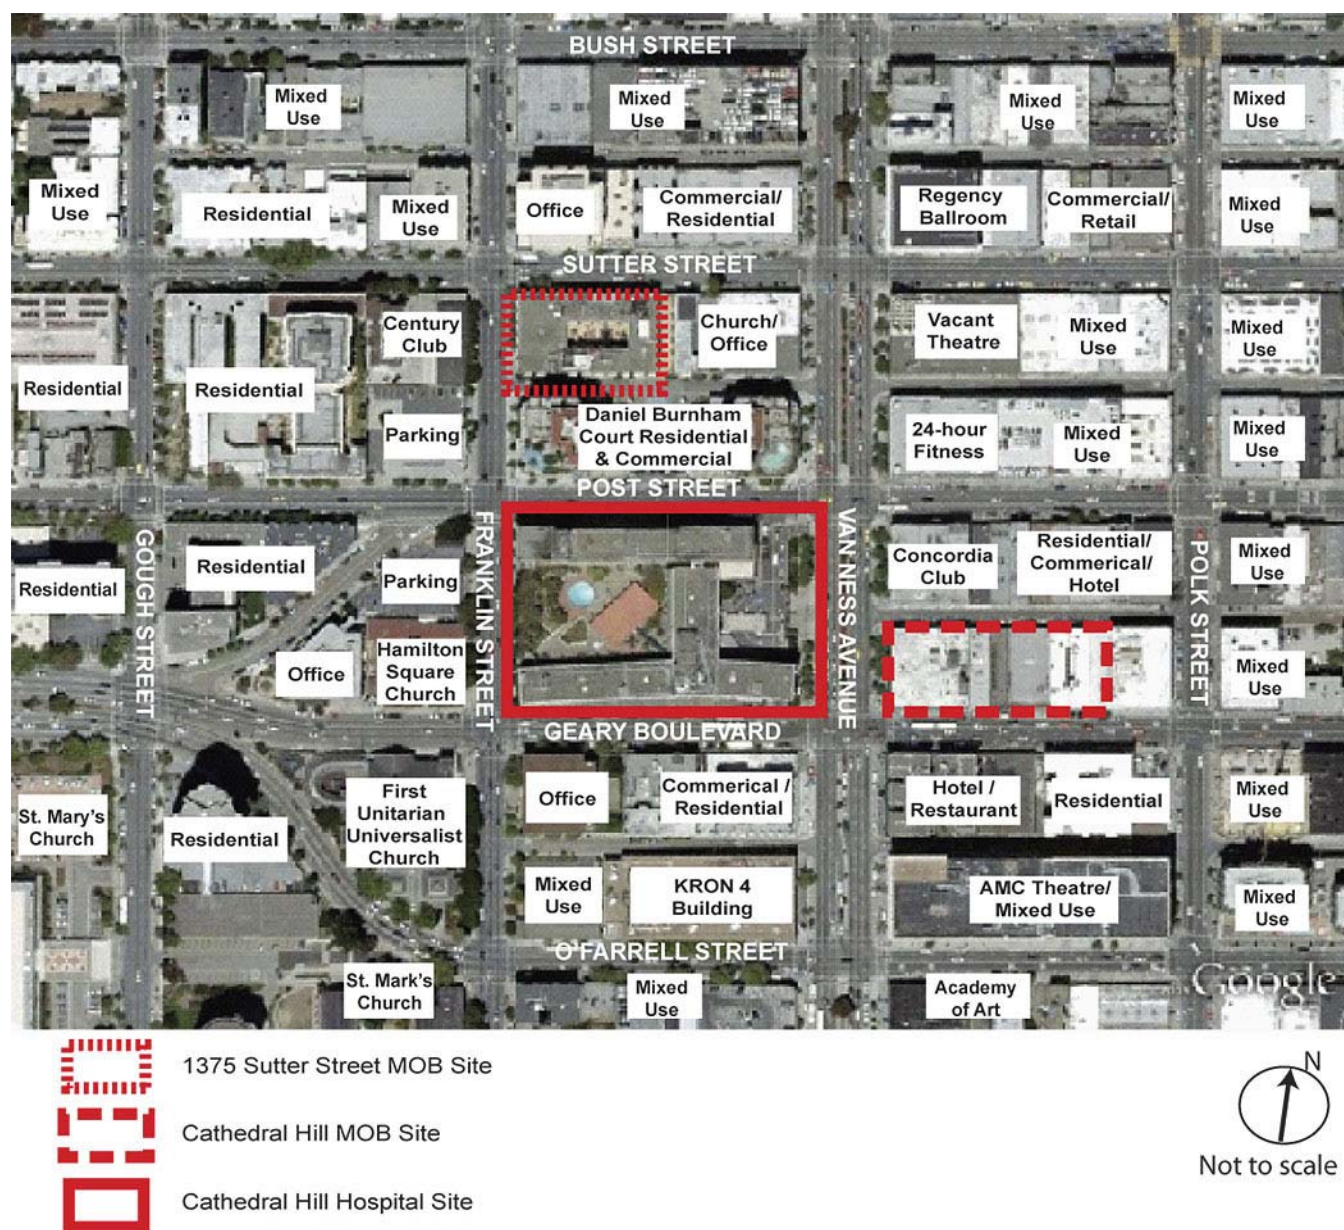 BUSH STREET
Mixed
Use
Mixed
Use
Mixed
Use
Mixed
Use
Mixed
Use
Residential
Mixed
Use
Office
Commercial/
Residential
Regency
Ballroom
Commercial/
Retail
Mixed
Use
SUTTER STREET
Residential
Residential
Century
Club
Parking
Church/
Office
Daniel Burnham
Court Residential
& Commercial
Vacant
Theatre
Mixed
Use
Mixed
Use
24-hour
Fitness
Mixed
Use
Mixed
Use
POST STREET
GOUGH STREET
FRANKLIN STREET
VAN NESS AVENUE
POLK STREET
Residential
Residential
Parking
Office
Hamilton
Square
Church
Concordia
Club
Residential/
Commerical/
Hotel
Mixed
Use
Mixed
Use
GEARY BOULEVARD
St. Mary's
Church
Residential
First
Unitarian
Universalist
Church
Office
Commerical /
Residential
Hotel /
Restaurant
Residential
Mixed
Use
Mixed
Use
KRON 4
Building
AMC Theatre/
Mixed Use
Mixed
Use
O'FARRELL STREET
St. Mark's
Church
Mixed
Use
Academy
of Art
Google
1375 Sutter Street MOB Site
Cathedral Hill MOB Site
Cathedral Hill Hospital Site
N
Not to scale